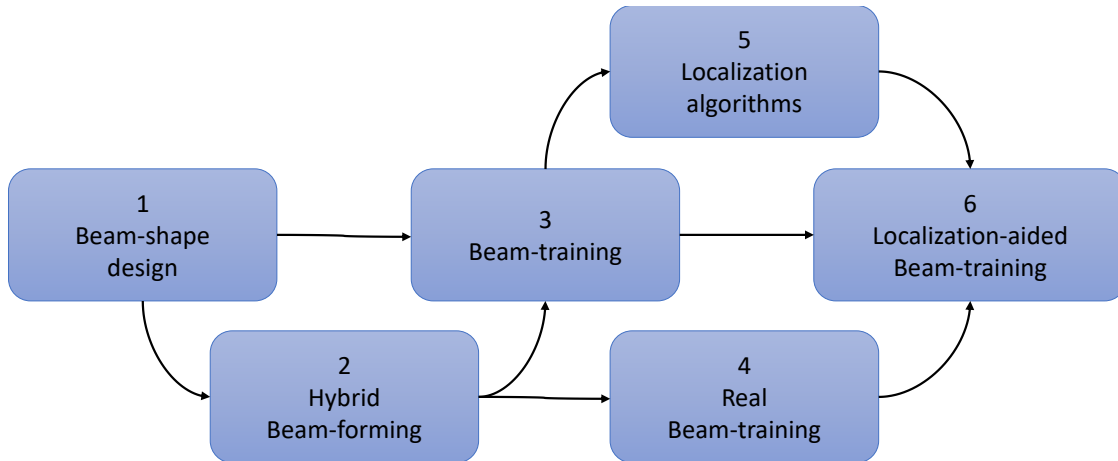 1
Beam-shape
design
2
Hybrid
Beam-forming
3
Beam-training
4
Real
Beam-training
5
Localization
algorithms
6
Localization-aided
Beam-training